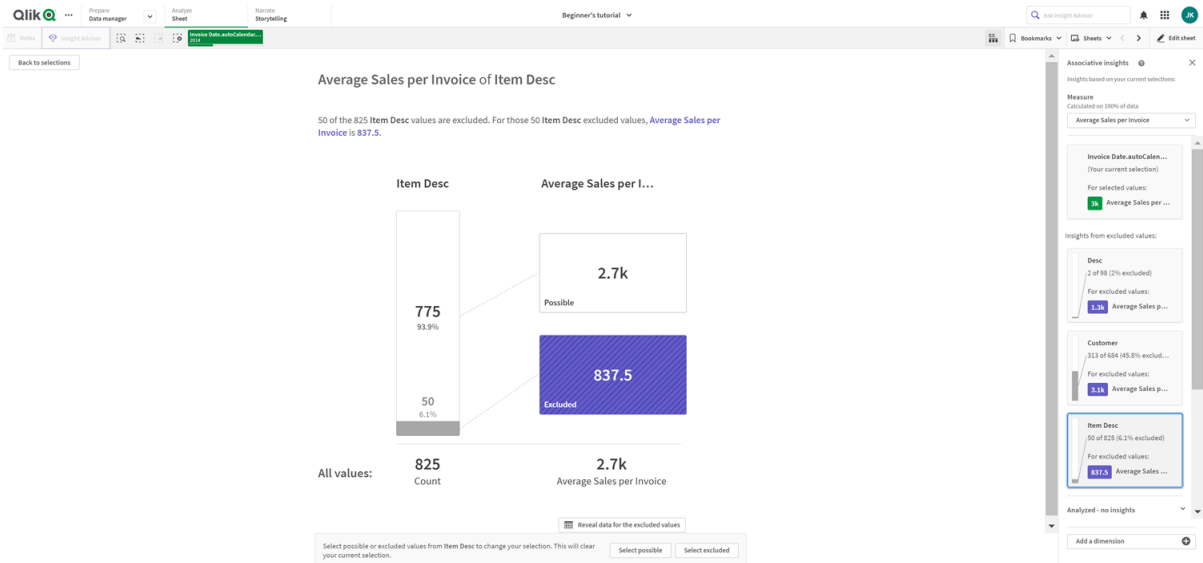 Qlik
Prepare
Data manager
Analyze
Sheet
Narrate
Storytelling
Beginner's tutorial
Ask Insight Advisor
JK
Notes
Insight Advisor
Invoice Date.autoCalendar....
2014
Bookmarks
Sheets
Edit sheet
Back to selections
Average Sales per Invoice of Item Desc
50 of the 825 Item Desc values are excluded. For those 50 Item Desc excluded values, Average Sales per
Invoice is 837.5.
Item Desc
Average Sales per I...
775
93.9%
50
6.1%
2.7k
Possible
837.5
Excluded
All values:
825
Count
2.7k
Average Sales per Invoice
Reveal data for the excluded values
Select possible or excluded values from Item Desc to change your selection. This will clear
your current selection.
Select possible
Select excluded
Associative insights
Insights based on your current selections:
Measure
Calculated on 100% of data
Average Sales per Invoice
Invoice Date.autoCalen...
(Your current selection)
For selected values:
3k Average Sales per ...
Insights from excluded values:
Desc
2 of 98 (2% excluded)
For excluded values:
1.3k Average Sales p...
Customer
313 of 684 (45.8% exclud...
For excluded values:
3.1k Average Sales p...
Item Desc
50 of 825 (6.1% excluded)
For excluded values:
837.5 Average Sales ...
Analyzed - no insights
Add a dimension